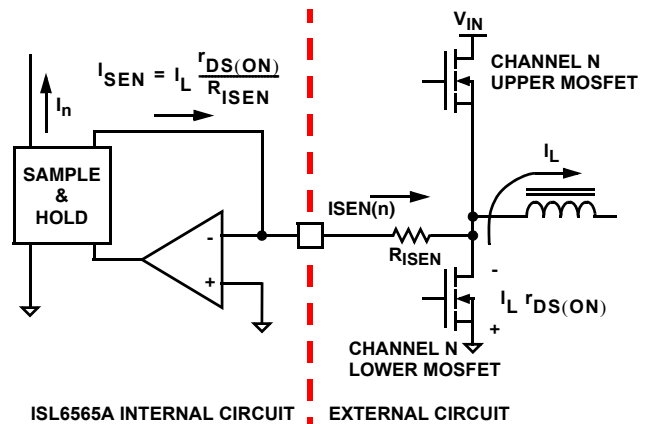 V_IN
CHANNEL N
UPPER MOSFET
I_SEN = I_L r_DS(ON) / R_ISEN
I_n
I_L
SAMPLE
&
HOLD
ISEN(n)
-
+
R_ISEN
-
I_L r_DS(ON)
+
CHANNEL N
LOWER MOSFET
ISL6565A INTERNAL CIRCUIT
EXTERNAL CIRCUIT